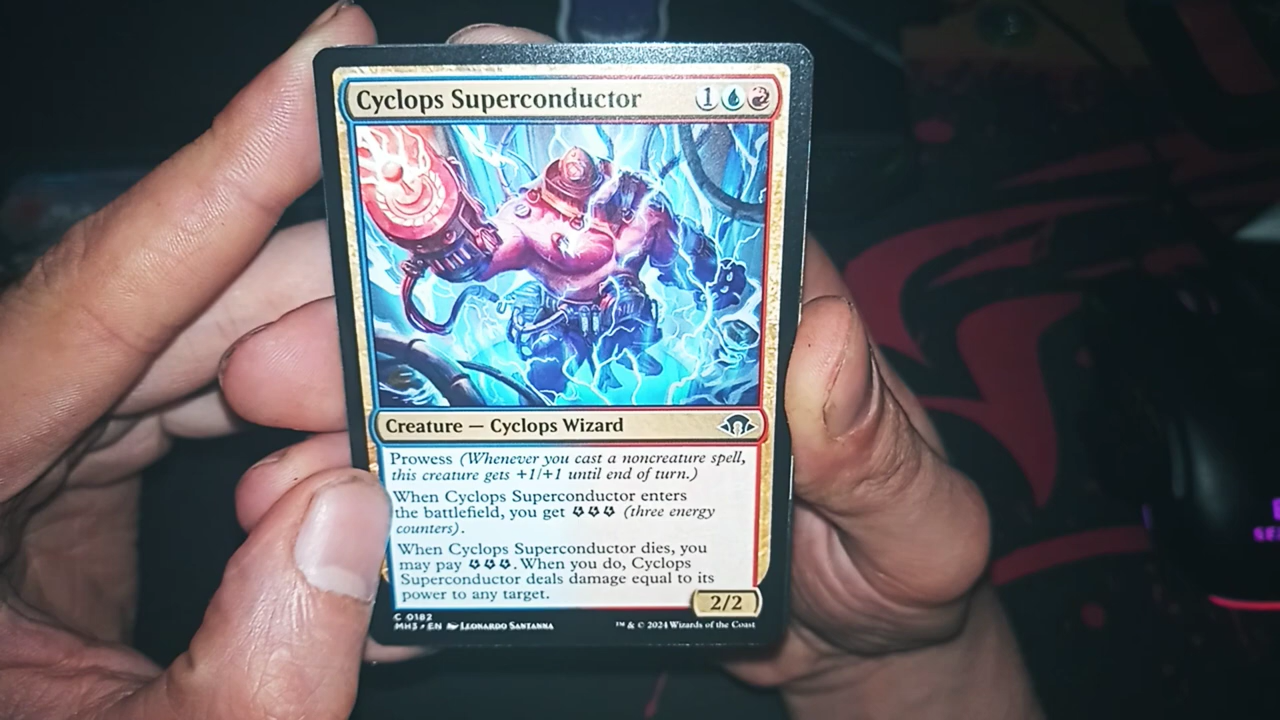 Cyclops Superconductor 1
Creature — Cyclops Wizard
Prowess (Whenever you cast a noncreature spell,
this creature gets +1/+1 until end of turn.)
When Cyclops Superconductor enters
the battlefield, you get (three energy
counters).
When Cyclops Superconductor dies, you
may pay . When you do, Cyclops
Superconductor deals damage equal to its
power to any target.
2/2
C 0182
MH3 • EN Leonardo Santanna
™ & © 2024 Wizards of the Coast